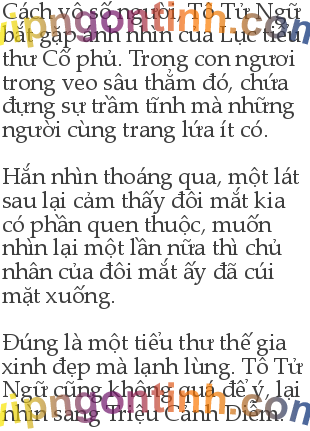 Cách vô số người, Tô Tử Ngữ
bắt gặp ánh nhìn của Lục tiểu
thư Cố phủ. Trong con ngươi
trong veo sâu thẳm đó, chứa
đựng sự trầm tĩnh mà những
người cùng trang lứa ít có.
Hắn nhìn thoáng qua, một lát
sau lại cảm thấy đôi mắt kia
có phần quen thuộc, muốn
nhìn lại một lần nữa thì chủ
nhân của đôi mắt ấy đã cúi
mặt xuống.
Đúng là một tiểu thư thế gia
xinh đẹp mà lạnh lùng. Tô Tử
Ngữ cũng không quá để ý, lại
nhìn sang Triệu Cảnh Diễm.
vipngontinh.com
vipngontinh.com